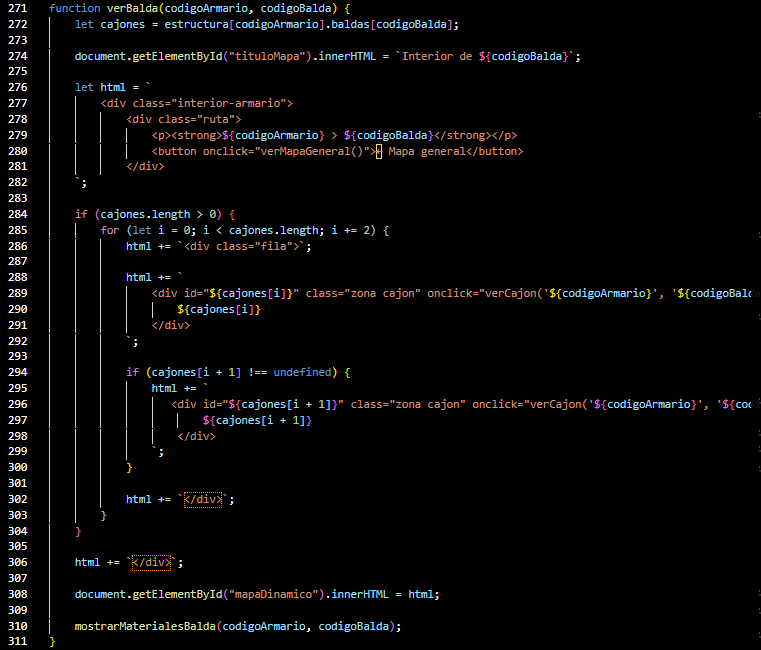 271 function verBalda(codigoArmario, codigoBalda) {
272     let cajones = estructura[codigoArmario].baldas[codigoBalda];
273
274     document.getElementById("tituloMapa").innerHTML = `Interior de ${codigoBalda}`;
275
276     let html = `
277         <div class="interior-armario">
278             <div class="ruta">
279                 <p><strong>${codigoArmario} > ${codigoBalda}</strong></p>
280                 <button onclick="verMapaGeneral()"> Mapa general</button>
281             </div>
282     `;
283
284     if (cajones.length > 0) {
285         for (let i = 0; i < cajones.length; i += 2) {
286             html += `<div class="fila">`;
287
288             html += `
289                 <div id="${cajones[i]}" class="zona cajon" onclick="verCajon('${codigoArmario}', '${codigoBald
290                     ${cajones[i]}
291                 </div>
292             `;
293
294             if (cajones[i + 1] !== undefined) {
295                 html += `
296                    <div id="${cajones[i + 1]}" class="zona cajon" onclick="verCajon('${codigoArmario}', '${cod
297                         ${cajones[i + 1]}
298                     </div>
299                 `;
300             }
301
302             html += `</div>`;
303         }
304     }
305
306     html += `</div>`;
307
308     document.getElementById("mapaDinamico").innerHTML = html;
309
310     mostrarMaterialesBalda(codigoArmario, codigoBalda);
311 }